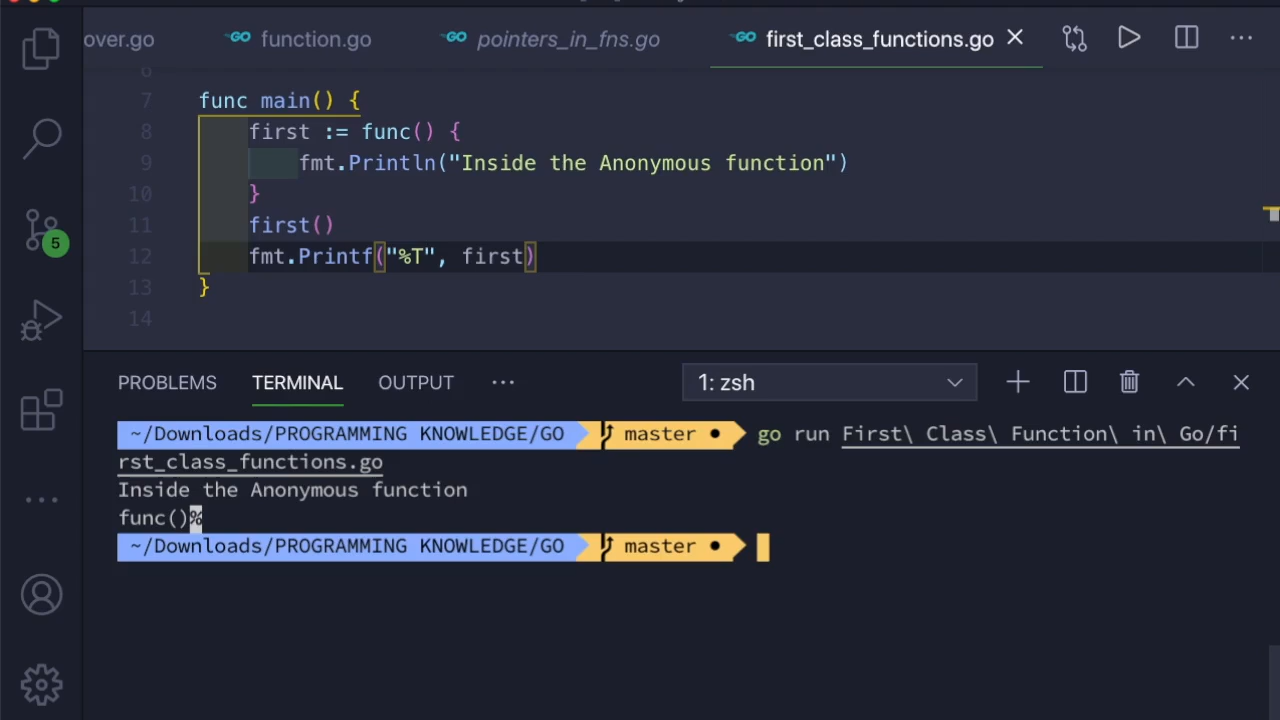 over.go
GO function.go
GO pointers_in_fns.go
GO first_class_functions.go
6
7 func main() {
8 first := func() {
9 fmt.Println("Inside the Anonymous function")
10 }
11 first()
12 fmt.Printf("%T", first)
13 }
14
5
PROBLEMS TERMINAL OUTPUT ··· 1: zsh
~/Downloads/PROGRAMMING KNOWLEDGE/GO master ● go run First\ Class\ Function\ in\ Go/fi
rst_class_functions.go
Inside the Anonymous function
func()%
~/Downloads/PROGRAMMING KNOWLEDGE/GO master ●